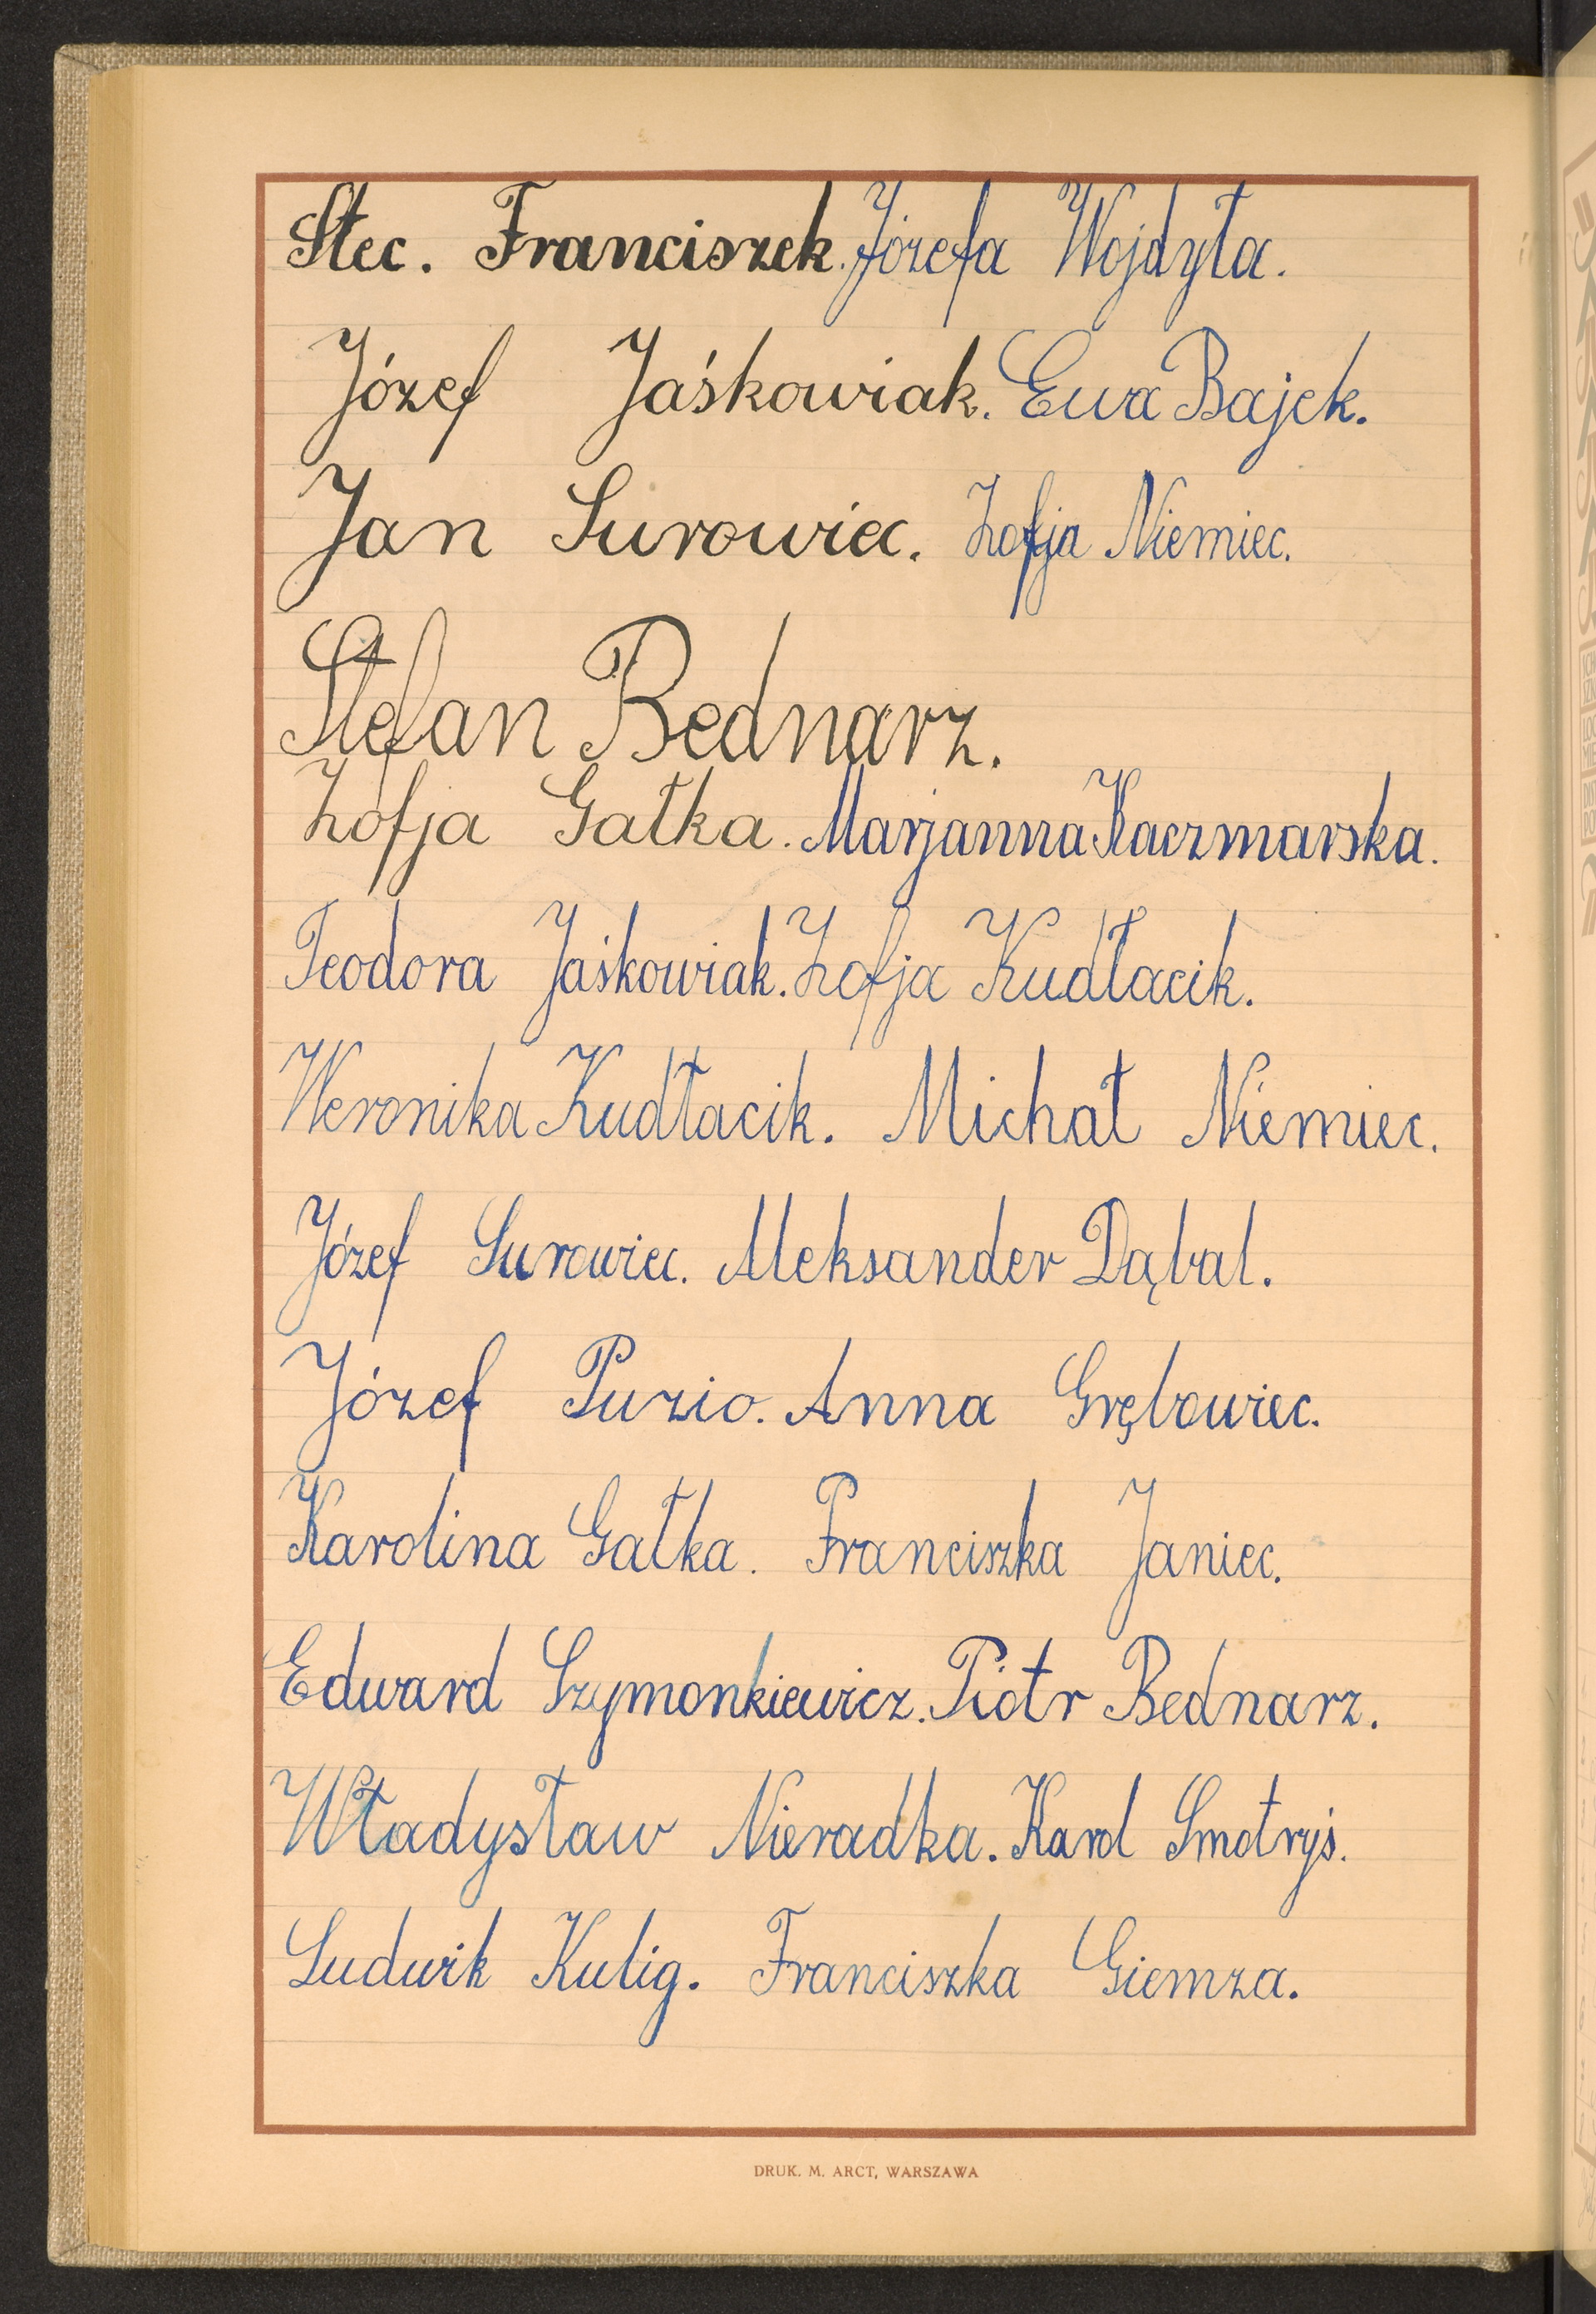 Stec. Franciszek. Józefa Wojdyła.
Józef Jaśkowiak. Ewa Bajek.
Jan Surowiec. Zofja Niemiec.
Stefan Bednarz.
Zofja Gałka. Marjanna Kaczmarska.
Teodora Jaśkowiak. Zofja Kudłacik.
Weronika Kudłacik. Michał Niemiec.
Józef Surowiec. Aleksander Dąbal.
Józef Puzio. Anna Grębowiec.
Karolina Gałka. Franciszka Janiec.
Edward Szymonkiewicz. Piotr Bednarz.
Władysław Nieradka. Karol Smotryś.
Ludwik Kulig. Franciszka Giemza.
DRUK. M. ARCT, WARSZAWA